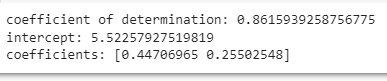 coefficient of determination: 0.8615939258756775
intercept: 5.52257927519819
coefficients: [0.44706965 0.25502548]